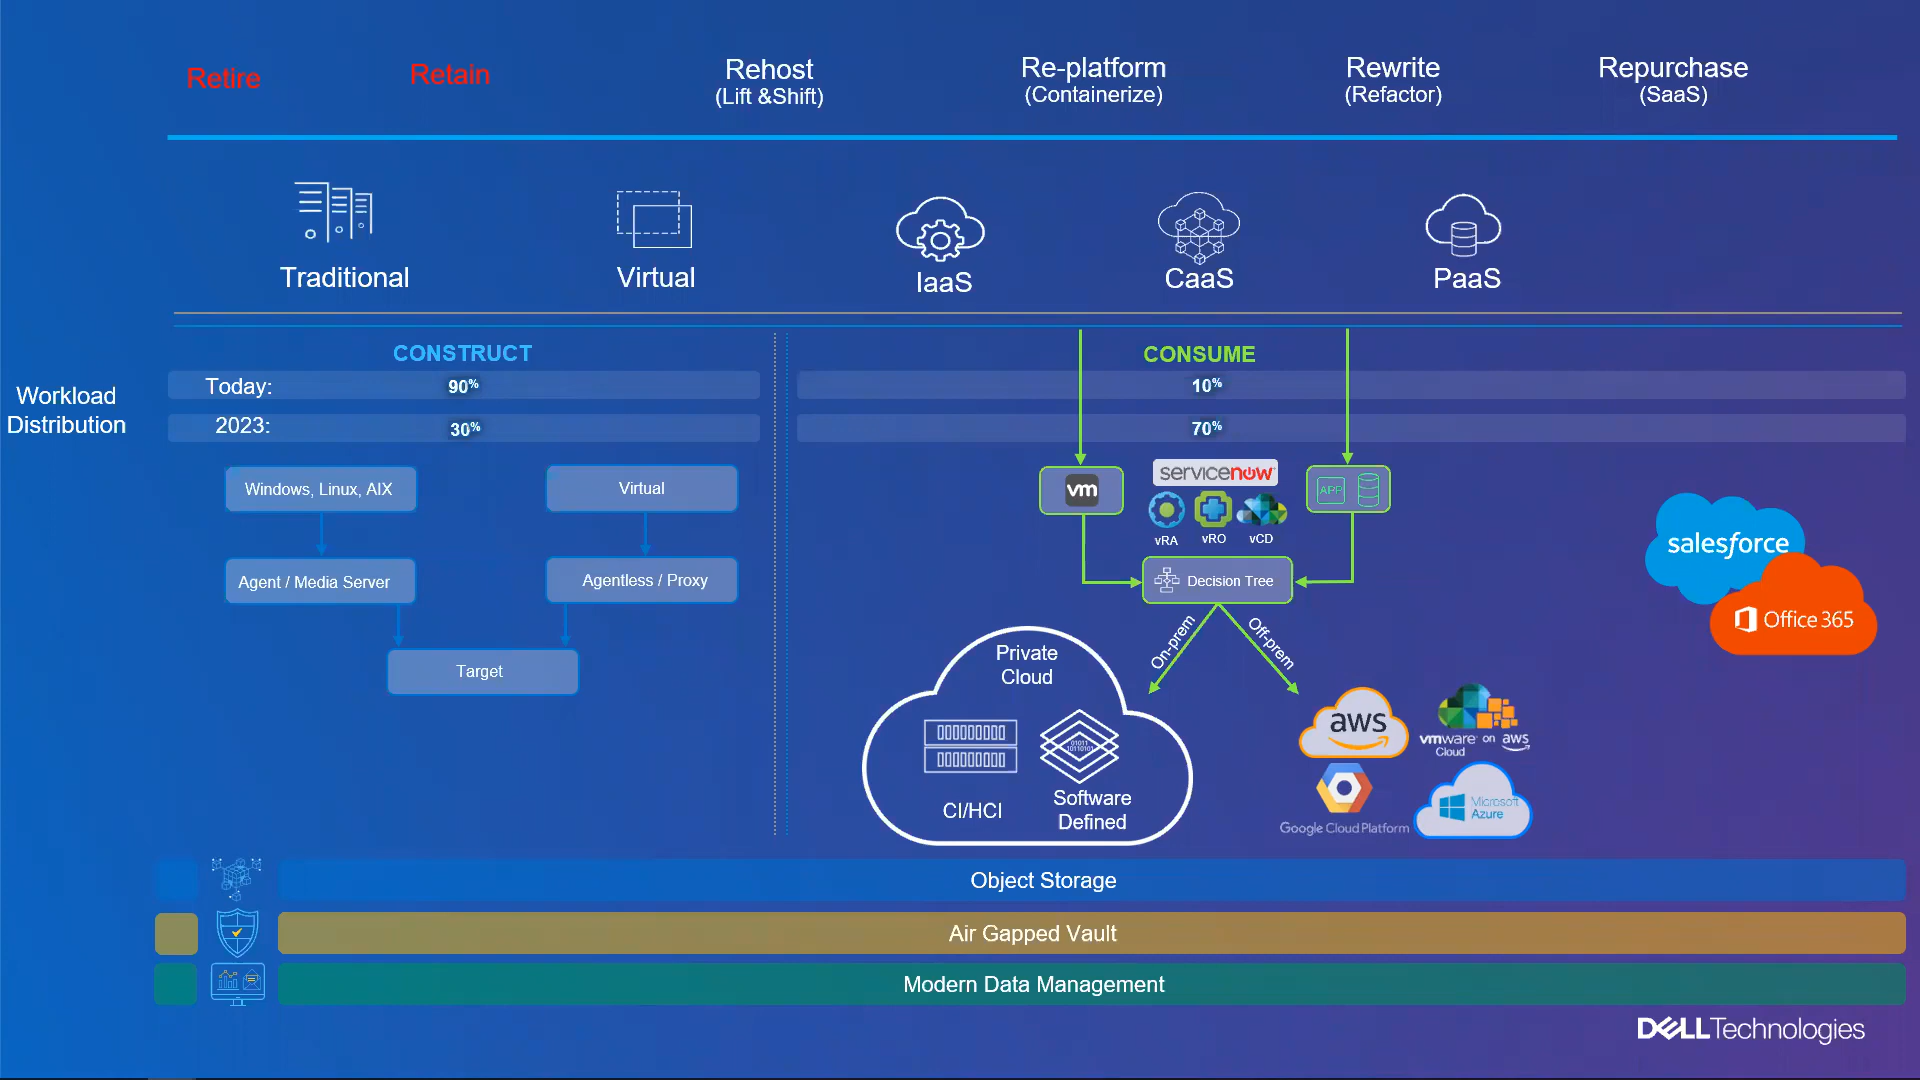 Retire
Retain
Rehost
(Lift &Shift)
Re-platform
(Containerize)
Rewrite
(Refactor)
Repurchase
(SaaS)
Traditional
Virtual
IaaS
CaaS
PaaS
CONSTRUCT
CONSUME
Workload
Distribution
Today:
90%
10%
2023:
30%
70%
Windows, Linux, AIX
Virtual
Agent / Media Server
Agentless / Proxy
Target
vm
servicenow
APP
vRA
vRO
vCD
Decision Tree
On-prem
Off-prem
Private
Cloud
CI/HCI
01011
10110101
Software
Defined
aws
vmware on aws
Cloud
Google Cloud Platform
Microsoft
Azure
salesforce
Office 365
Object Storage
Air Gapped Vault
Modern Data Management
DELLTechnologies